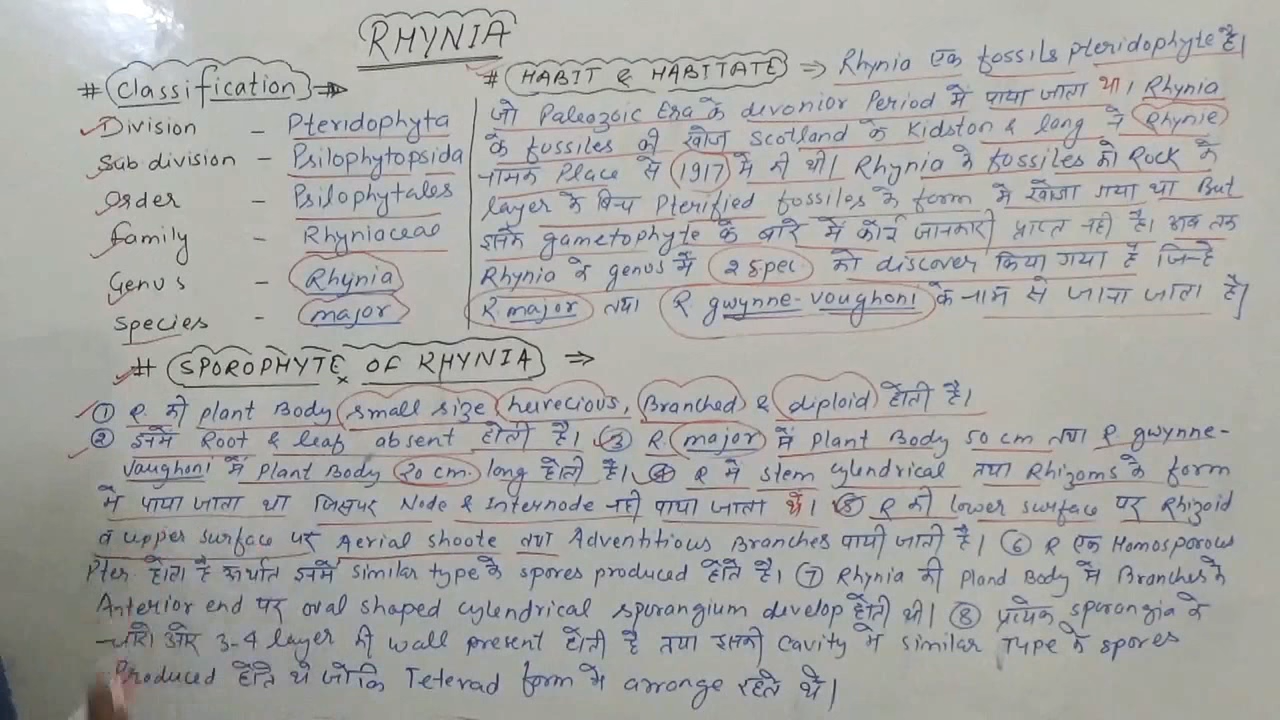 RHYNIA
# Classification ⇒
Division - Pteridophyta
Sub division - Psilophytopsida
Order - Psilophytales
family - Rhyniaceae
Genus - Rhynia
species - major
# HABIT & HABITATE ⇒ Rhynia एक fossils pteridophyte है।
जो Paleozoic Era के devonior Period में पाया जाता था। Rhynia
के fossiles की खोज Scotland के Kidston & lang ने Rhynie
नामक Place से 1917 में की थी। Rhynia के fossiles को Rock के
layer के बिच Pterified fossiles के form में खोजा गया था But
इसके gametophyte के बारे में कोई जानकारी प्राप्त नही है। अब तक
Rhynia के genus में 2 Spec. को discover किया गया है जिन्हे
R. major तथा R. gwynne-vaughoni के नाम से जाना जाता है।
# SPOROPHYTE OF RHYNIA ⇒
① R. की plant Body small size, herecious, Branched & diploid होती है।
② इनमें Root & leaf absent होती है। ③ R. major में plant Body 50 cm तथा R. gwynne-
vaughoni में plant Body 20 cm. long होती है। ④ R में stem cylendrical तथा Rhizoms के form
में पाया जाता था जिसपर Node & Internode नही पाया जाता थे। ⑤ R की lower surface पर Rhizoid
व upper surface पर Aerial shoote तथा Adventitious Branches पायी जाती है। ⑥ R एक Homosporous
Pter. होता है अर्थात इनमें similar type के spores produced होते है। ⑦ Rhynia की pland Body में Branches के
Anterior end पर oval shaped cylendrical sporangium develop होती थी। ⑧ प्रत्येक sporangia के
चारो ओर 3-4 layer की wall present होती है तथा इसकी cavity में similar Type के spores
Produced होते थे जोकि Teterad form में arrange रहते थे।